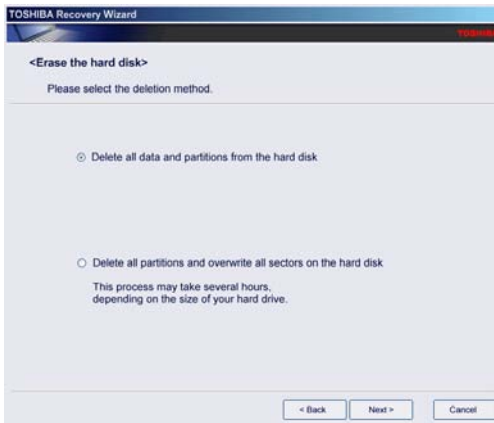 TOSHIBA Recovery Wizard
TOSHIBA
<Erase the hard disk>
Please select the deletion method.
Delete all data and partitions from the hard disk
Delete all partitions and overwrite all sectors on the hard disk
This process may take several hours,
depending on the size of your hard drive.
< Back
Next >
Cancel